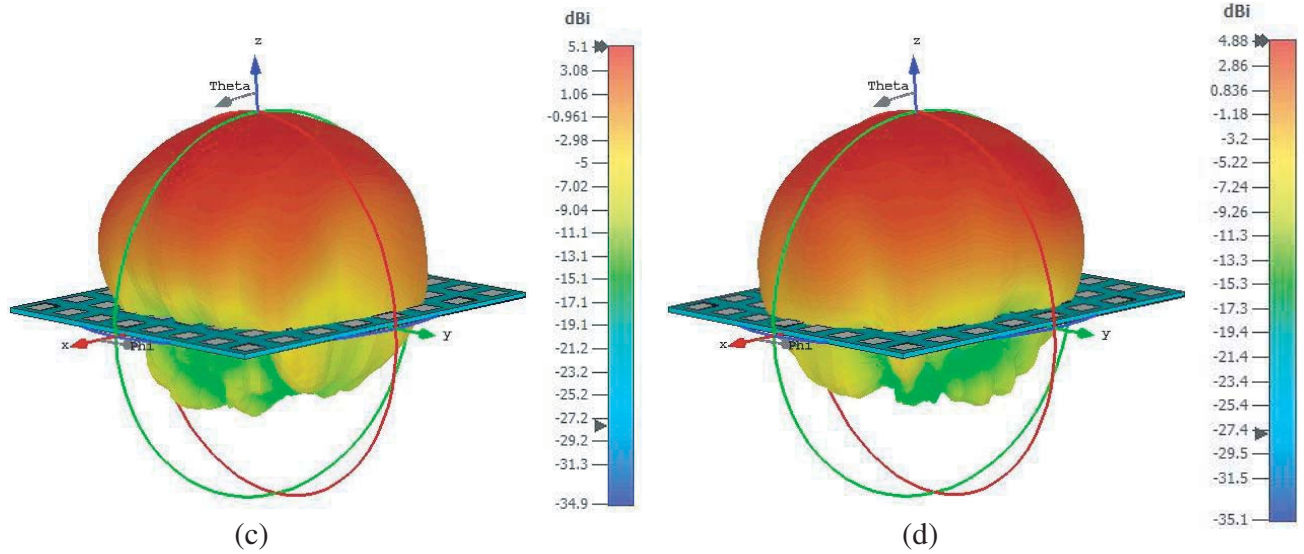 dBi
5.1
3.08
1.06
-0.961
-2.98
-5
-7.02
-9.04
-11.1
-13.1
-15.1
-17.1
-19.1
-21.2
-23.2
-25.2
-27.2
-29.2
-31.3
-34.9
z
Theta
x
Phi
y
(c)
dBi
4.88
2.86
0.836
-1.18
-3.2
-5.22
-7.24
-9.26
-11.3
-13.3
-15.3
-17.3
-19.4
-21.4
-23.4
-25.4
-27.4
-29.5
-31.5
-35.1
z
Theta
x
Phi
y
(d)